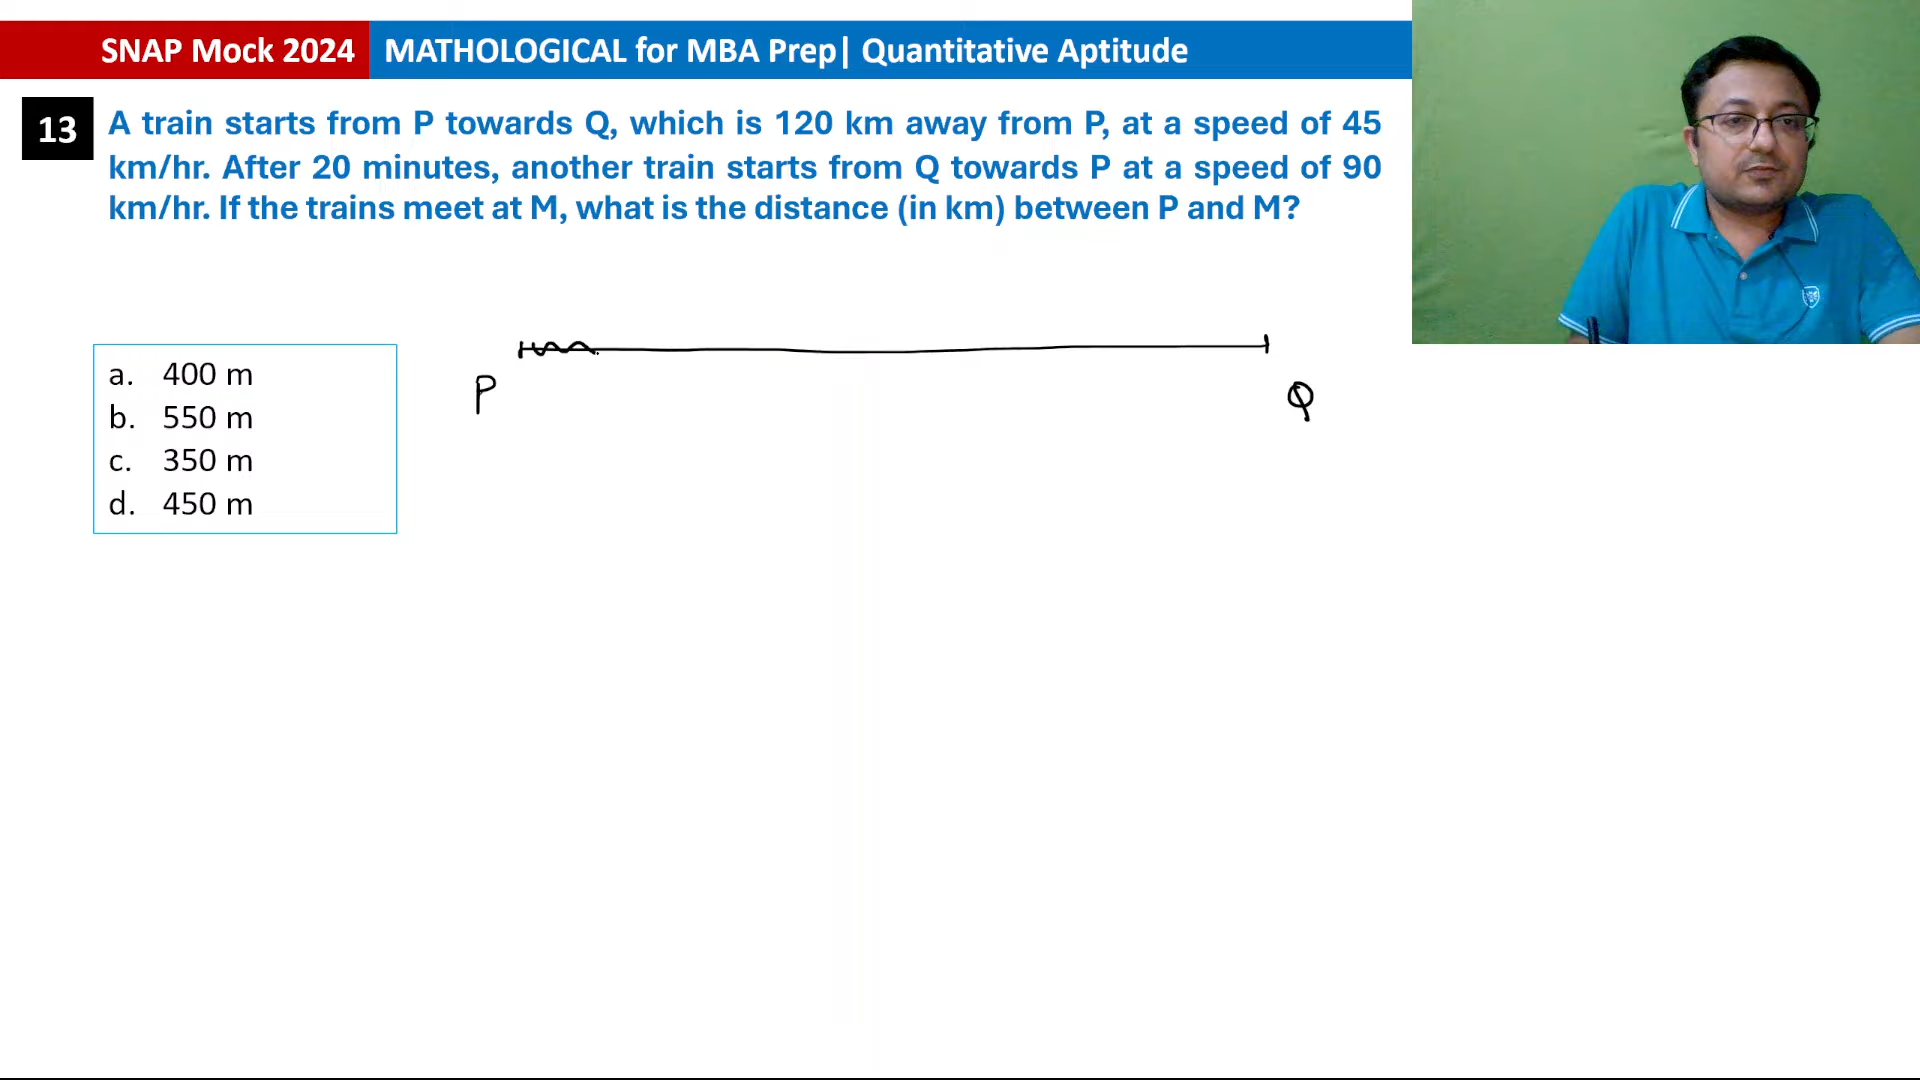 SNAP Mock 2024 MATHOLOGICAL for MBA Prep| Quantitative Aptitude
13 A train starts from P towards Q, which is 120 km away from P, at a speed of 45
km/hr. After 20 minutes, another train starts from Q towards P at a speed of 90
km/hr. If the trains meet at M, what is the distance (in km) between P and M?
a. 400 m
b. 550 m
c. 350 m
d. 450 m
P Q